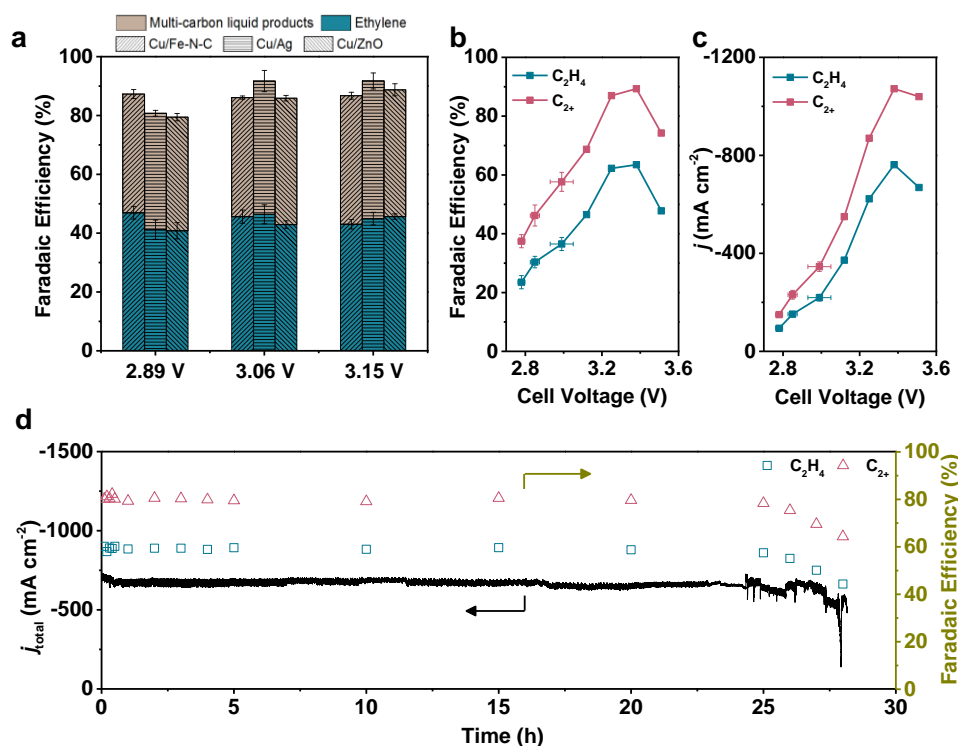 a
Multi-carbon liquid products Ethylene
Cu/Fe-N-C Cu/Ag Cu/ZnO
Faradaic Efficiency (%)
100
80
60
40
20
0
2.89 V 3.06 V 3.15 V
b
C2H4
C2+
Faradaic Efficiency (%)
100
80
60
40
20
0
2.8 3.2 3.6
Cell Voltage (V)
c
C2H4
C2+
j (mA cm-2)
-1200
-800
-400
0
2.8 3.2 3.6
Cell Voltage (V)
d
C2H4 C2+
jtotal (mA cm-2)
-1500
-1000
-500
0
0 5 10 15 20 25 30
Time (h)
100
80
60
40
20
0
Faradaic Efficiency (%)